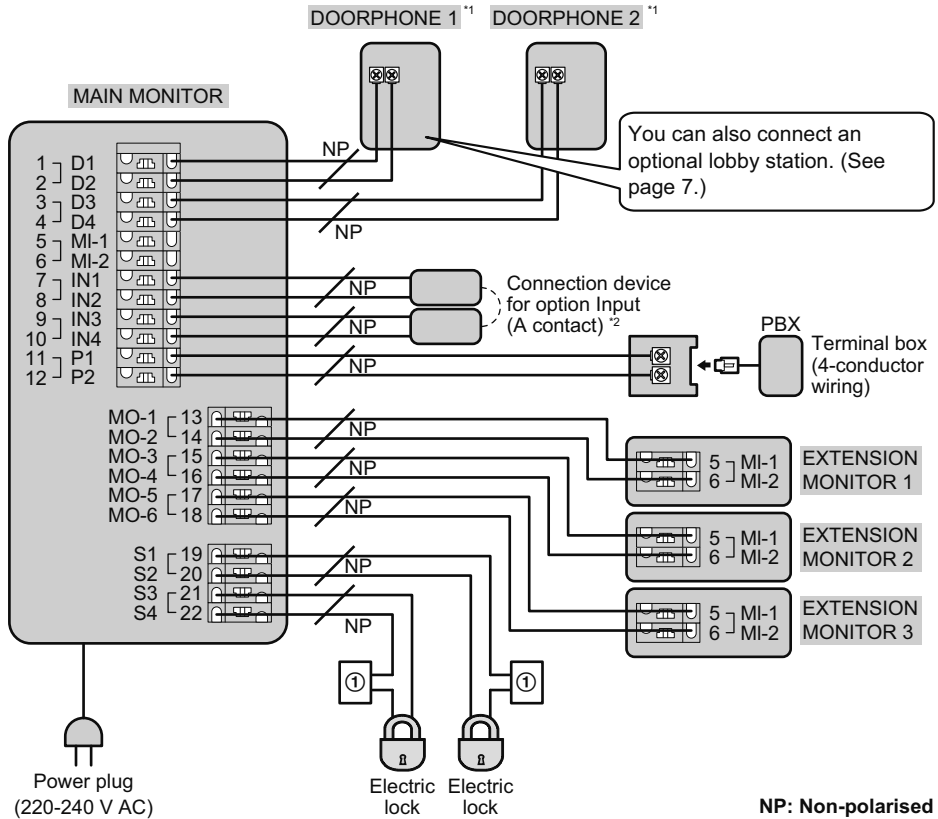 DOORPHONE 1 *1
DOORPHONE 2 *1
MAIN MONITOR
You can also connect an
optional lobby station. (See
page 7.)
1 D1
2 D2
3 D3
4 D4
5 MI-1
6 MI-2
7 IN1
8 IN2
9 IN3
10 IN4
11 P1
12 P2
NP
NP
NP
NP
NP
Connection device
for option Input
(A contact) *2
PBX
Terminal box
(4-conductor
wiring)
MO-1 13
MO-2 14
MO-3 15
MO-4 16
MO-5 17
MO-6 18
NP
NP
NP
5 MI-1
6 MI-2
EXTENSION
MONITOR 1
5 MI-1
6 MI-2
EXTENSION
MONITOR 2
5 MI-1
6 MI-2
EXTENSION
MONITOR 3
S1 19
S2 20
S3 21
S4 22
NP
NP
①
①
Power plug
(220-240 V AC)
Electric
lock
Electric
lock
NP: Non-polarised